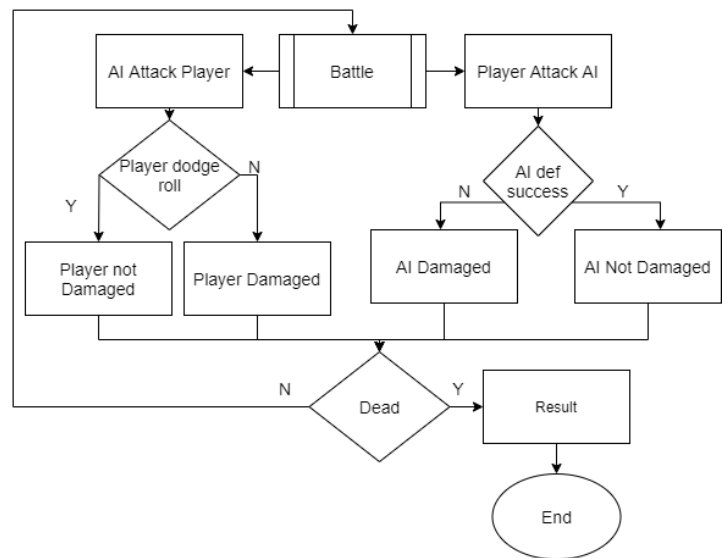 AI Attack Player
Battle
Player Attack AI
Player dodge
roll
N
Y
AI def
success
N
Y
Player not
Damaged
Player Damaged
AI Damaged
AI Not Damaged
N
Dead
Y
Result
End